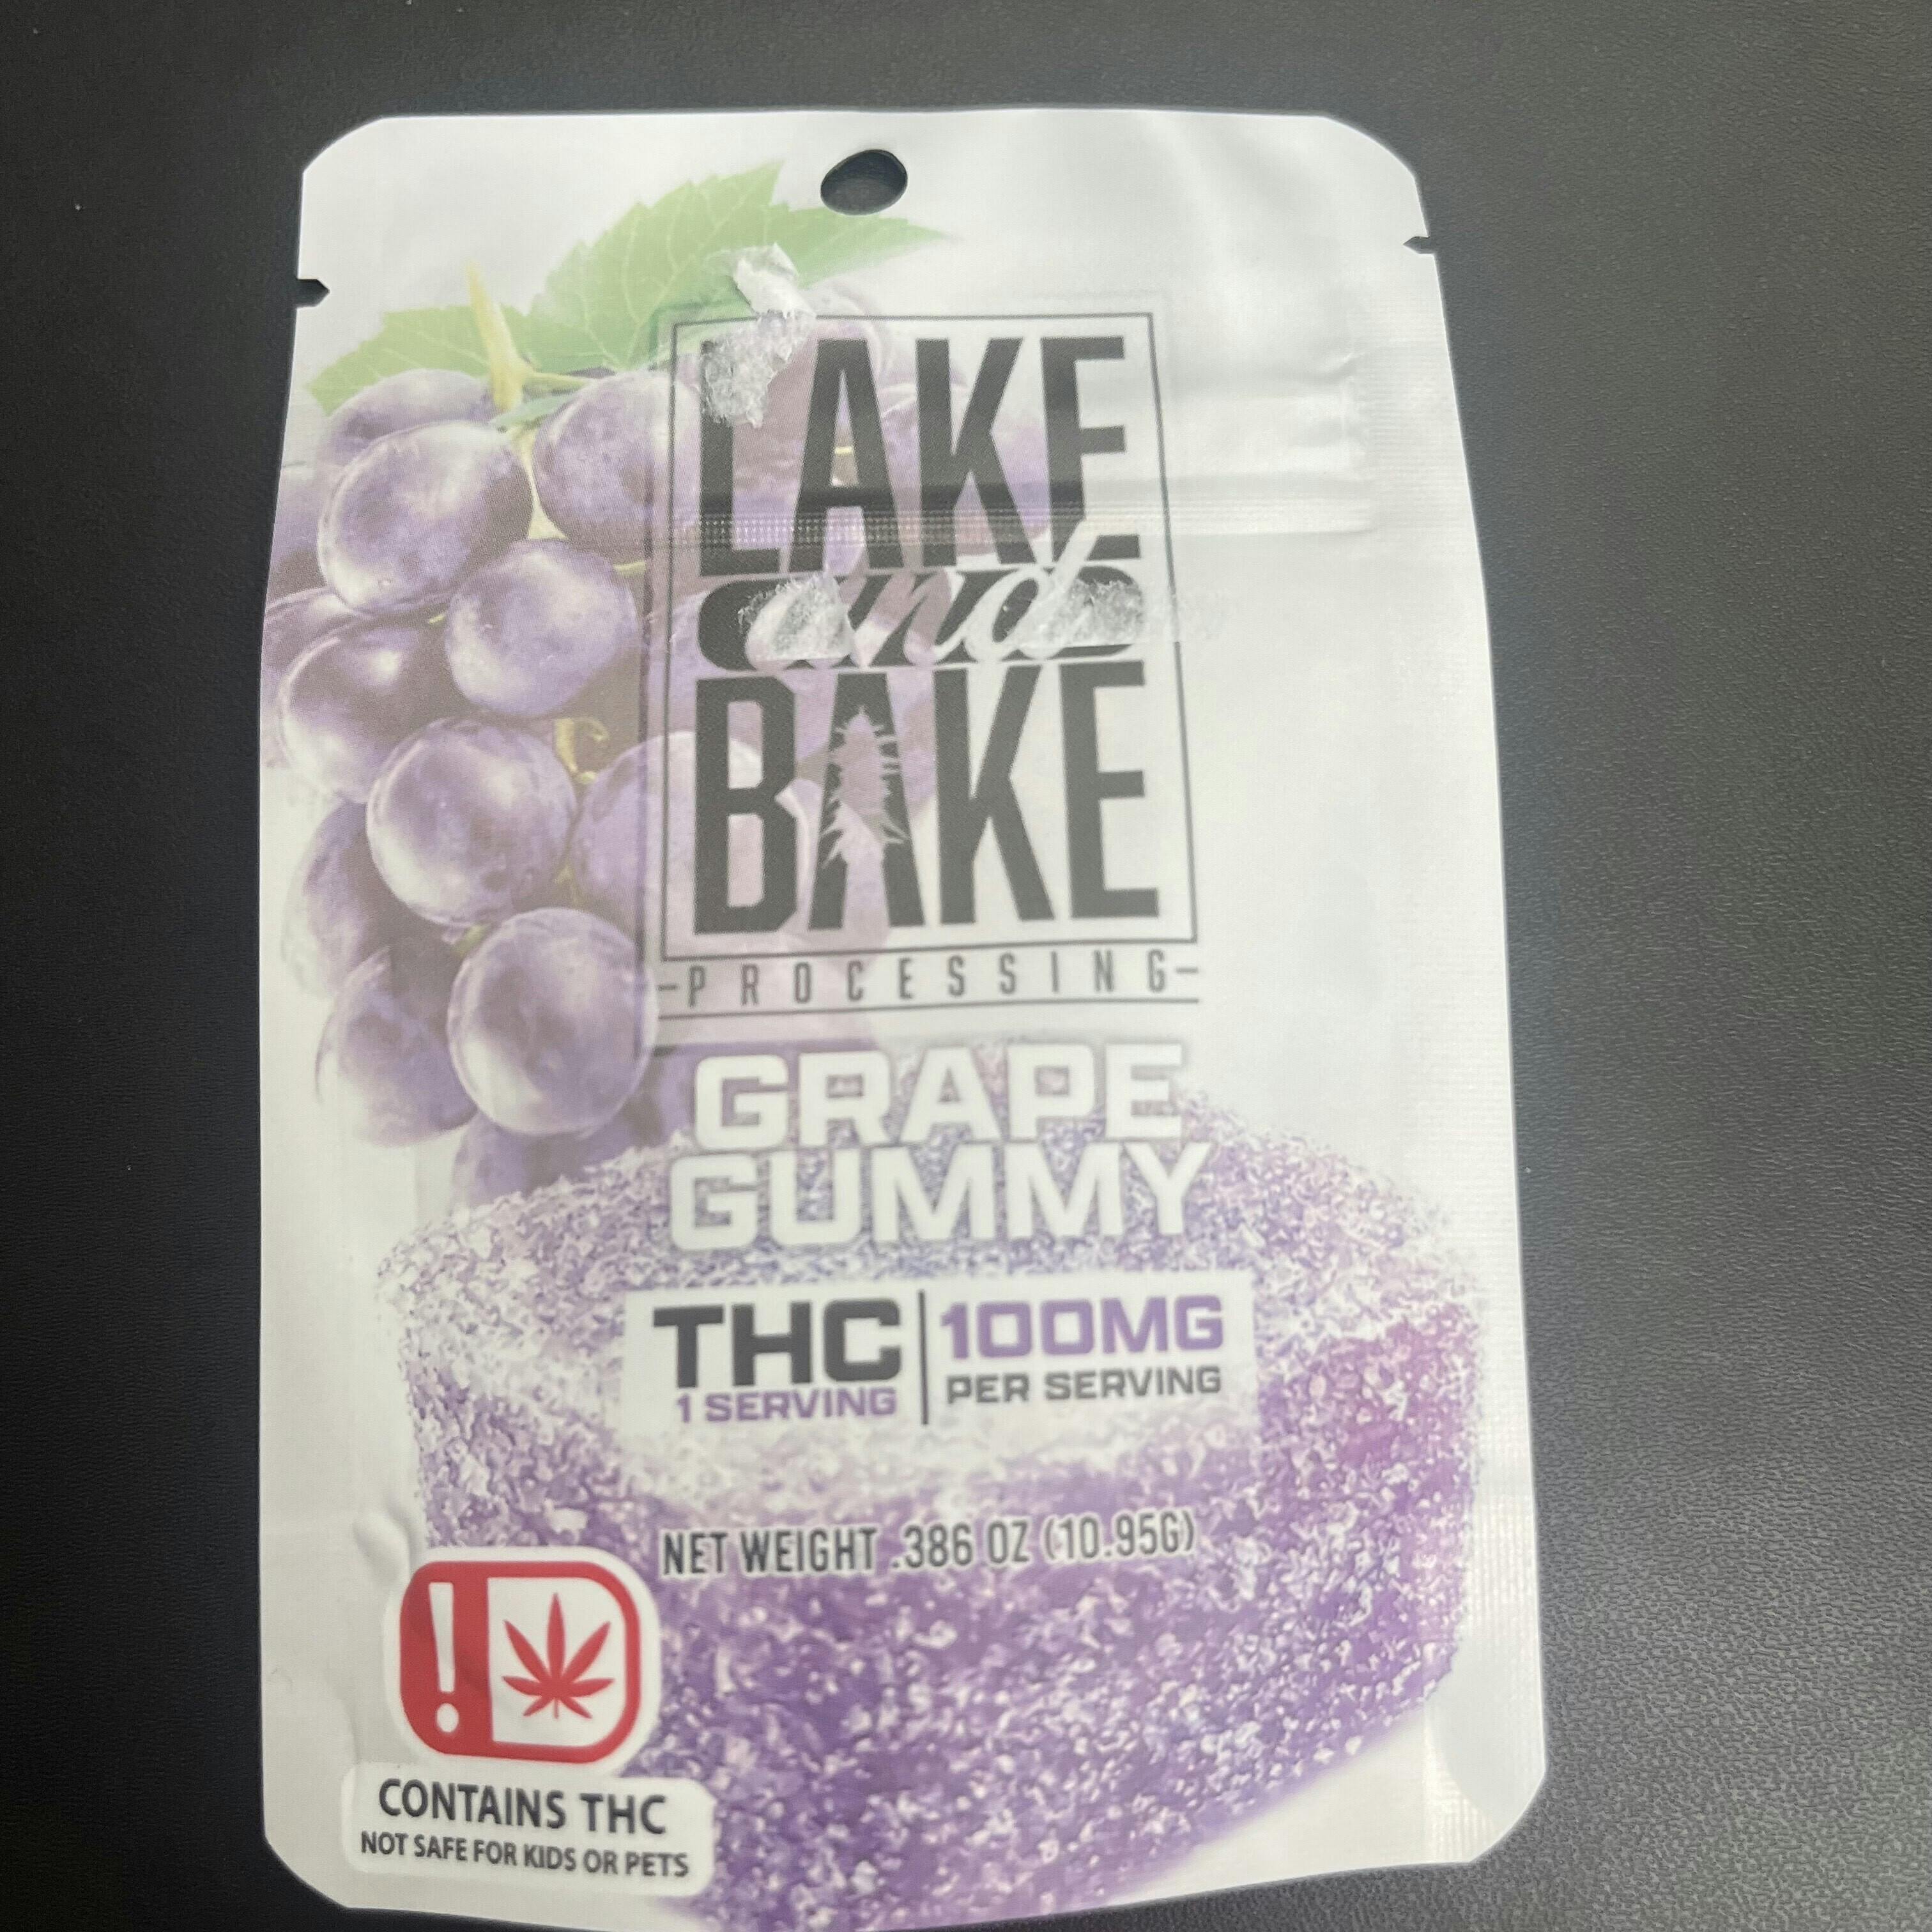 LAKE
and
BAKE
-PROCESSING-
GRAPE
GUMMY
THC
1 SERVING
100MG
PER SERVING
NET WEIGHT .386 OZ (10.95G)
!
CONTAINS THC
NOT SAFE FOR KIDS OR PETS